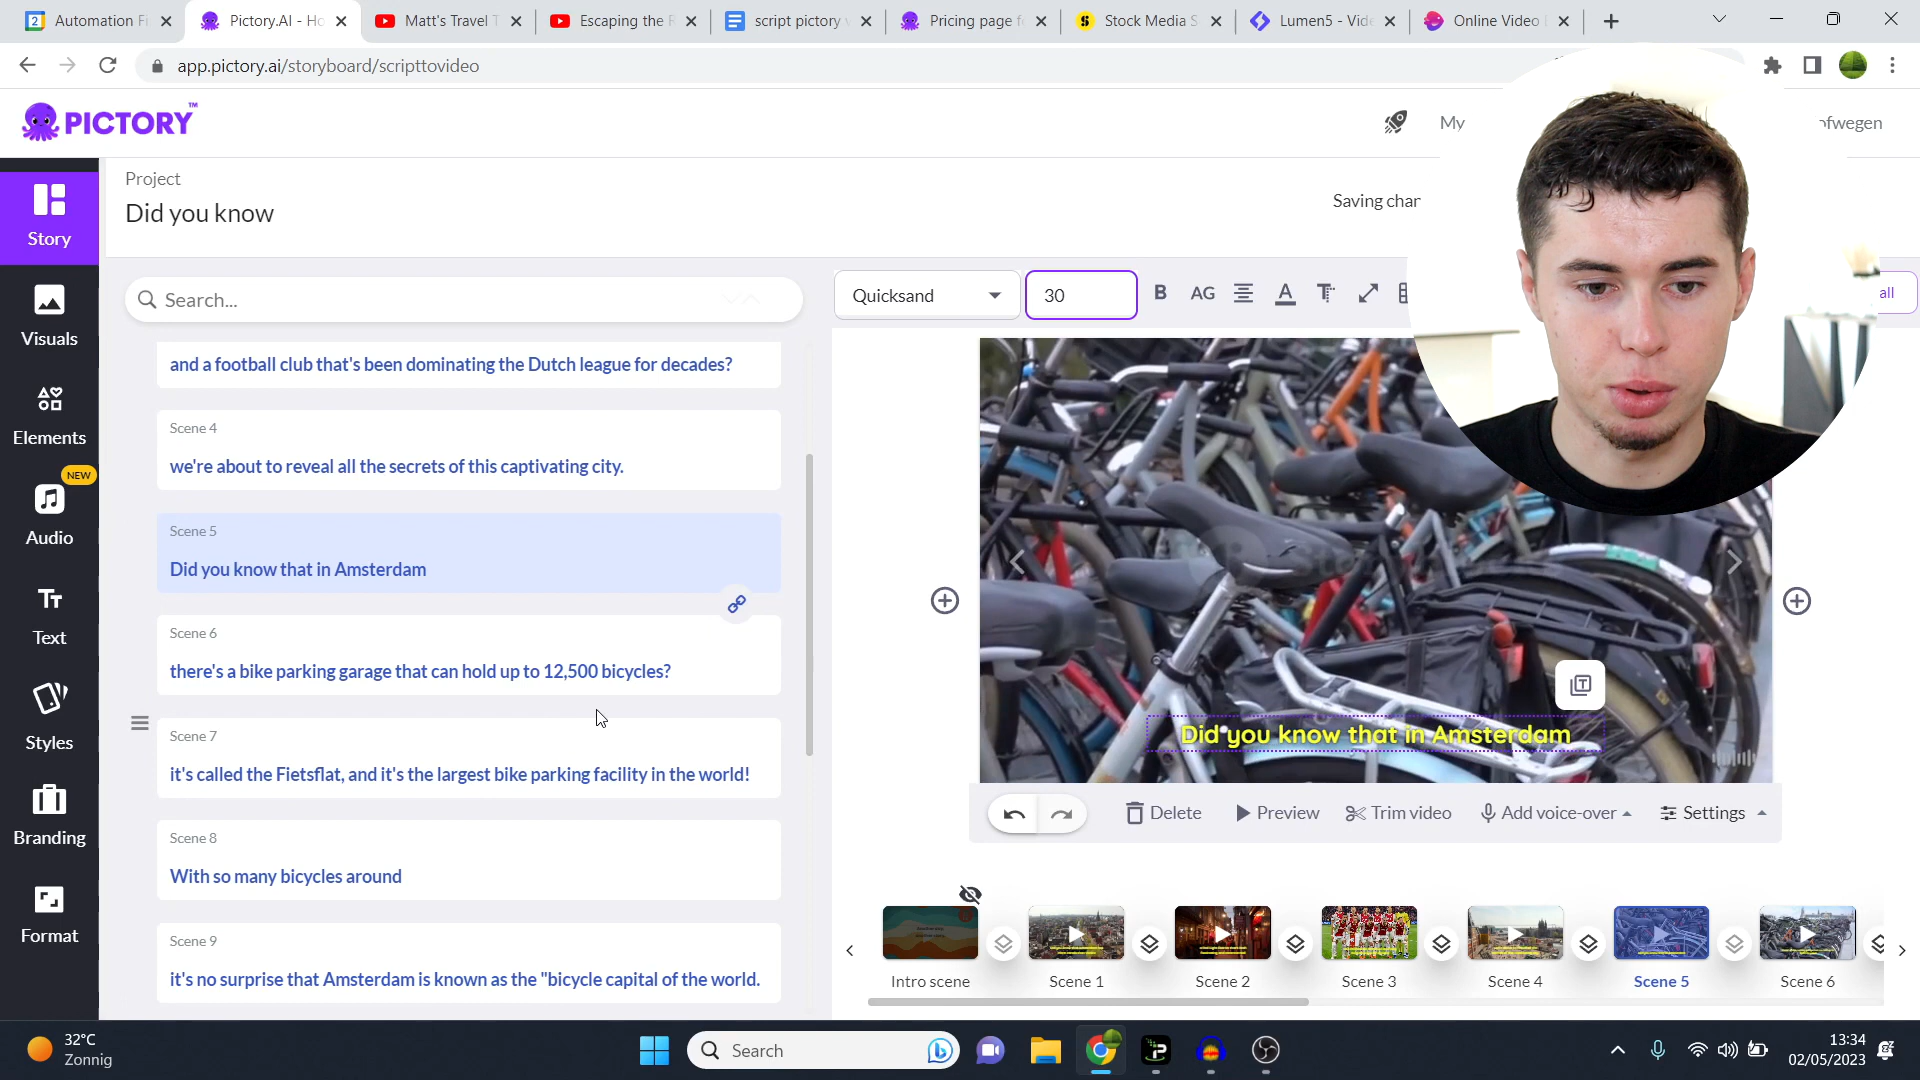 Automation Fi
Pictory.AI - Ho
Matt's Travel T
Escaping the R
script pictory v
Pricing page fo
Stock Media S
Lumen5 - Vide
Online Video
app.pictory.ai/storyboard/scripttovideo
PICTORY™
My
ofwegen
Project
Did you know
Saving char
Story
Visuals
Elements
NEW
Audio
Text
Styles
Branding
Format
Search...
Quicksand
30
B
AG
all
and a football club that's been dominating the Dutch league for decades?
Scene 4
we're about to reveal all the secrets of this captivating city.
Scene 5
Did you know that in Amsterdam
Scene 6
there's a bike parking garage that can hold up to 12,500 bicycles?
Scene 7
it's called the Fietsflat, and it's the largest bike parking facility in the world!
Scene 8
With so many bicycles around
Scene 9
it's no surprise that Amsterdam is known as the "bicycle capital of the world.
Did you know that in Amsterdam
Delete
Preview
Trim video
Add voice-over
Settings
Intro scene
Scene 1
Scene 2
Scene 3
Scene 4
Scene 5
Scene 6
32°C
Zonnig
Search
13:34
02/05/2023